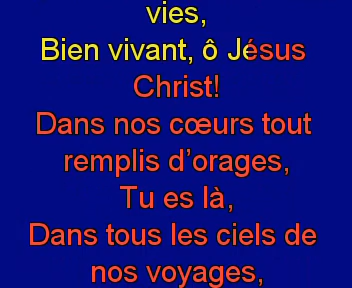 vies,
Bien vivant, ô Jésus
Christ!
Dans nos cœurs tout
remplis d’orages,
Tu es là,
Dans tous les ciels de
nos voyages,